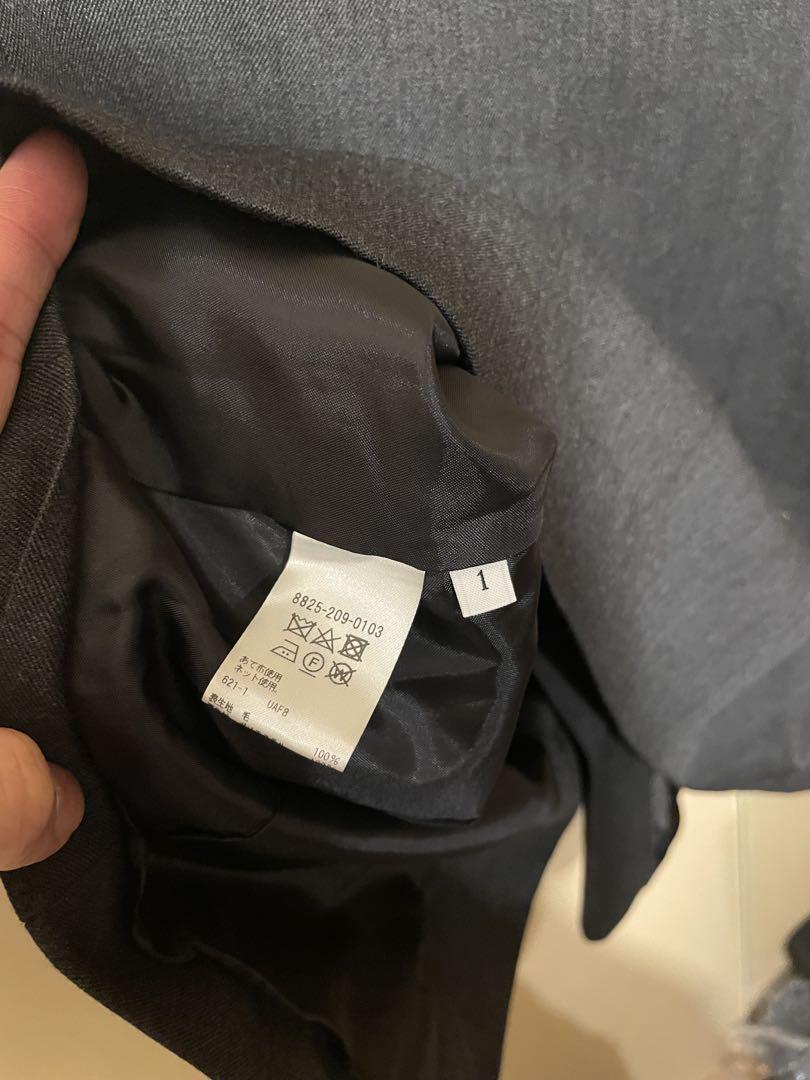 8825-209-0103
あて布使用
ネット使用.
621-1 UAF8
表生地 毛 100%
1